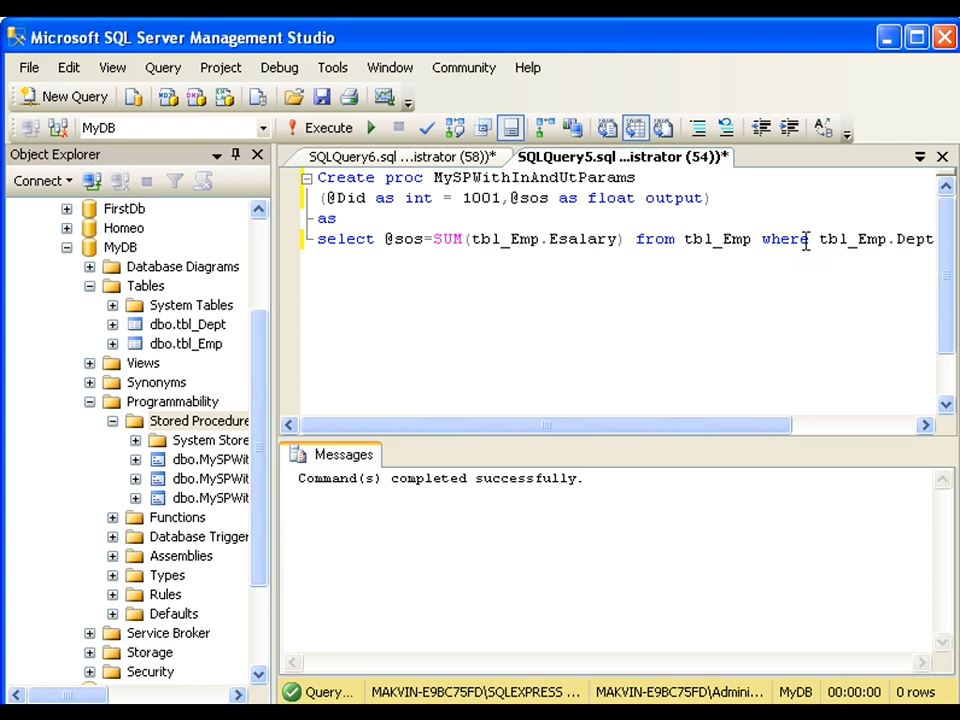 Microsoft SQL Server Management Studio
File Edit View Query Project Debug Tools Window Community Help
New Query
MyDB Execute
Object Explorer
Connect
FirstDb
Homeo
MyDB
Database Diagrams
Tables
System Tables
dbo.tbl_Dept
dbo.tbl_Emp
Views
Synonyms
Programmability
Stored Procedure
System Store
dbo.MySPWit
dbo.MySPWit
dbo.MySPWit
Functions
Database Trigger
Assemblies
Types
Rules
Defaults
Service Broker
Storage
Security
SQLQuery6.sql ...istrator (58))* SQLQuery5.sql ...istrator (54))*
Create proc MySPWithInAndUtParams
(@Did as int = 1001,@sos as float output)
as
select @sos=SUM(tbl_Emp.Esalary) from tbl_Emp where tbl_Emp.Dept
Messages
Command(s) completed successfully.
Query... MAKVIN-E9BC75FD\SQLEXPRESS ... MAKVIN-E9BC75FD\Admini... MyDB 00:00:00 0 rows